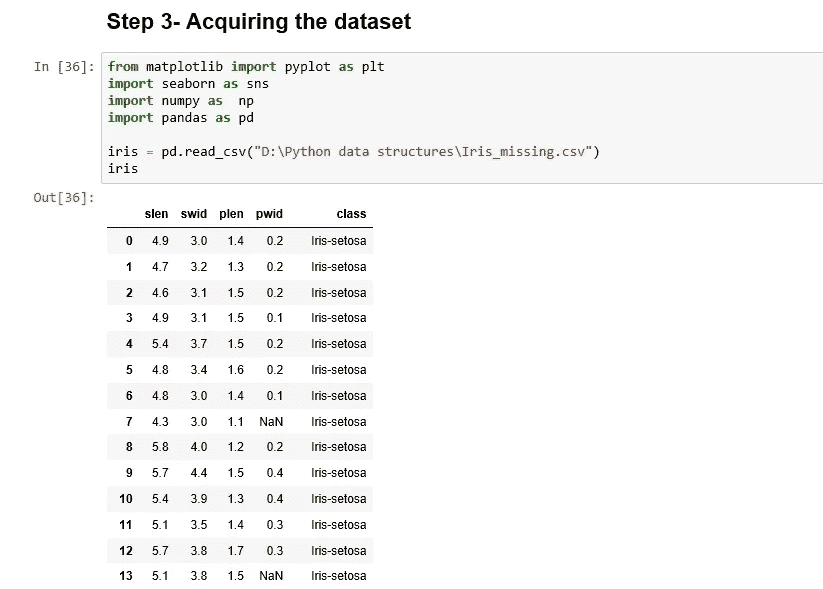 Step 3- Acquiring the dataset
In [36]: from matplotlib import pyplot as plt
import seaborn as sns
import numpy as  np
import pandas as pd
iris = pd.read_csv("D:\Python data structures\Iris_missing.csv")
iris
Out[36]:
slen swid plen pwid class
0 4.9 3.0 1.4 0.2 Iris-setosa
1 4.7 3.2 1.3 0.2 Iris-setosa
2 4.6 3.1 1.5 0.2 Iris-setosa
3 4.9 3.1 1.5 0.1 Iris-setosa
4 5.4 3.7 1.5 0.2 Iris-setosa
5 4.8 3.4 1.6 0.2 Iris-setosa
6 4.8 3.0 1.4 0.1 Iris-setosa
7 4.3 3.0 1.1 NaN Iris-setosa
8 5.8 4.0 1.2 0.2 Iris-setosa
9 5.7 4.4 1.5 0.4 Iris-setosa
10 5.4 3.9 1.3 0.4 Iris-setosa
11 5.1 3.5 1.4 0.3 Iris-setosa
12 5.7 3.8 1.7 0.3 Iris-setosa
13 5.1 3.8 1.5 NaN Iris-setosa